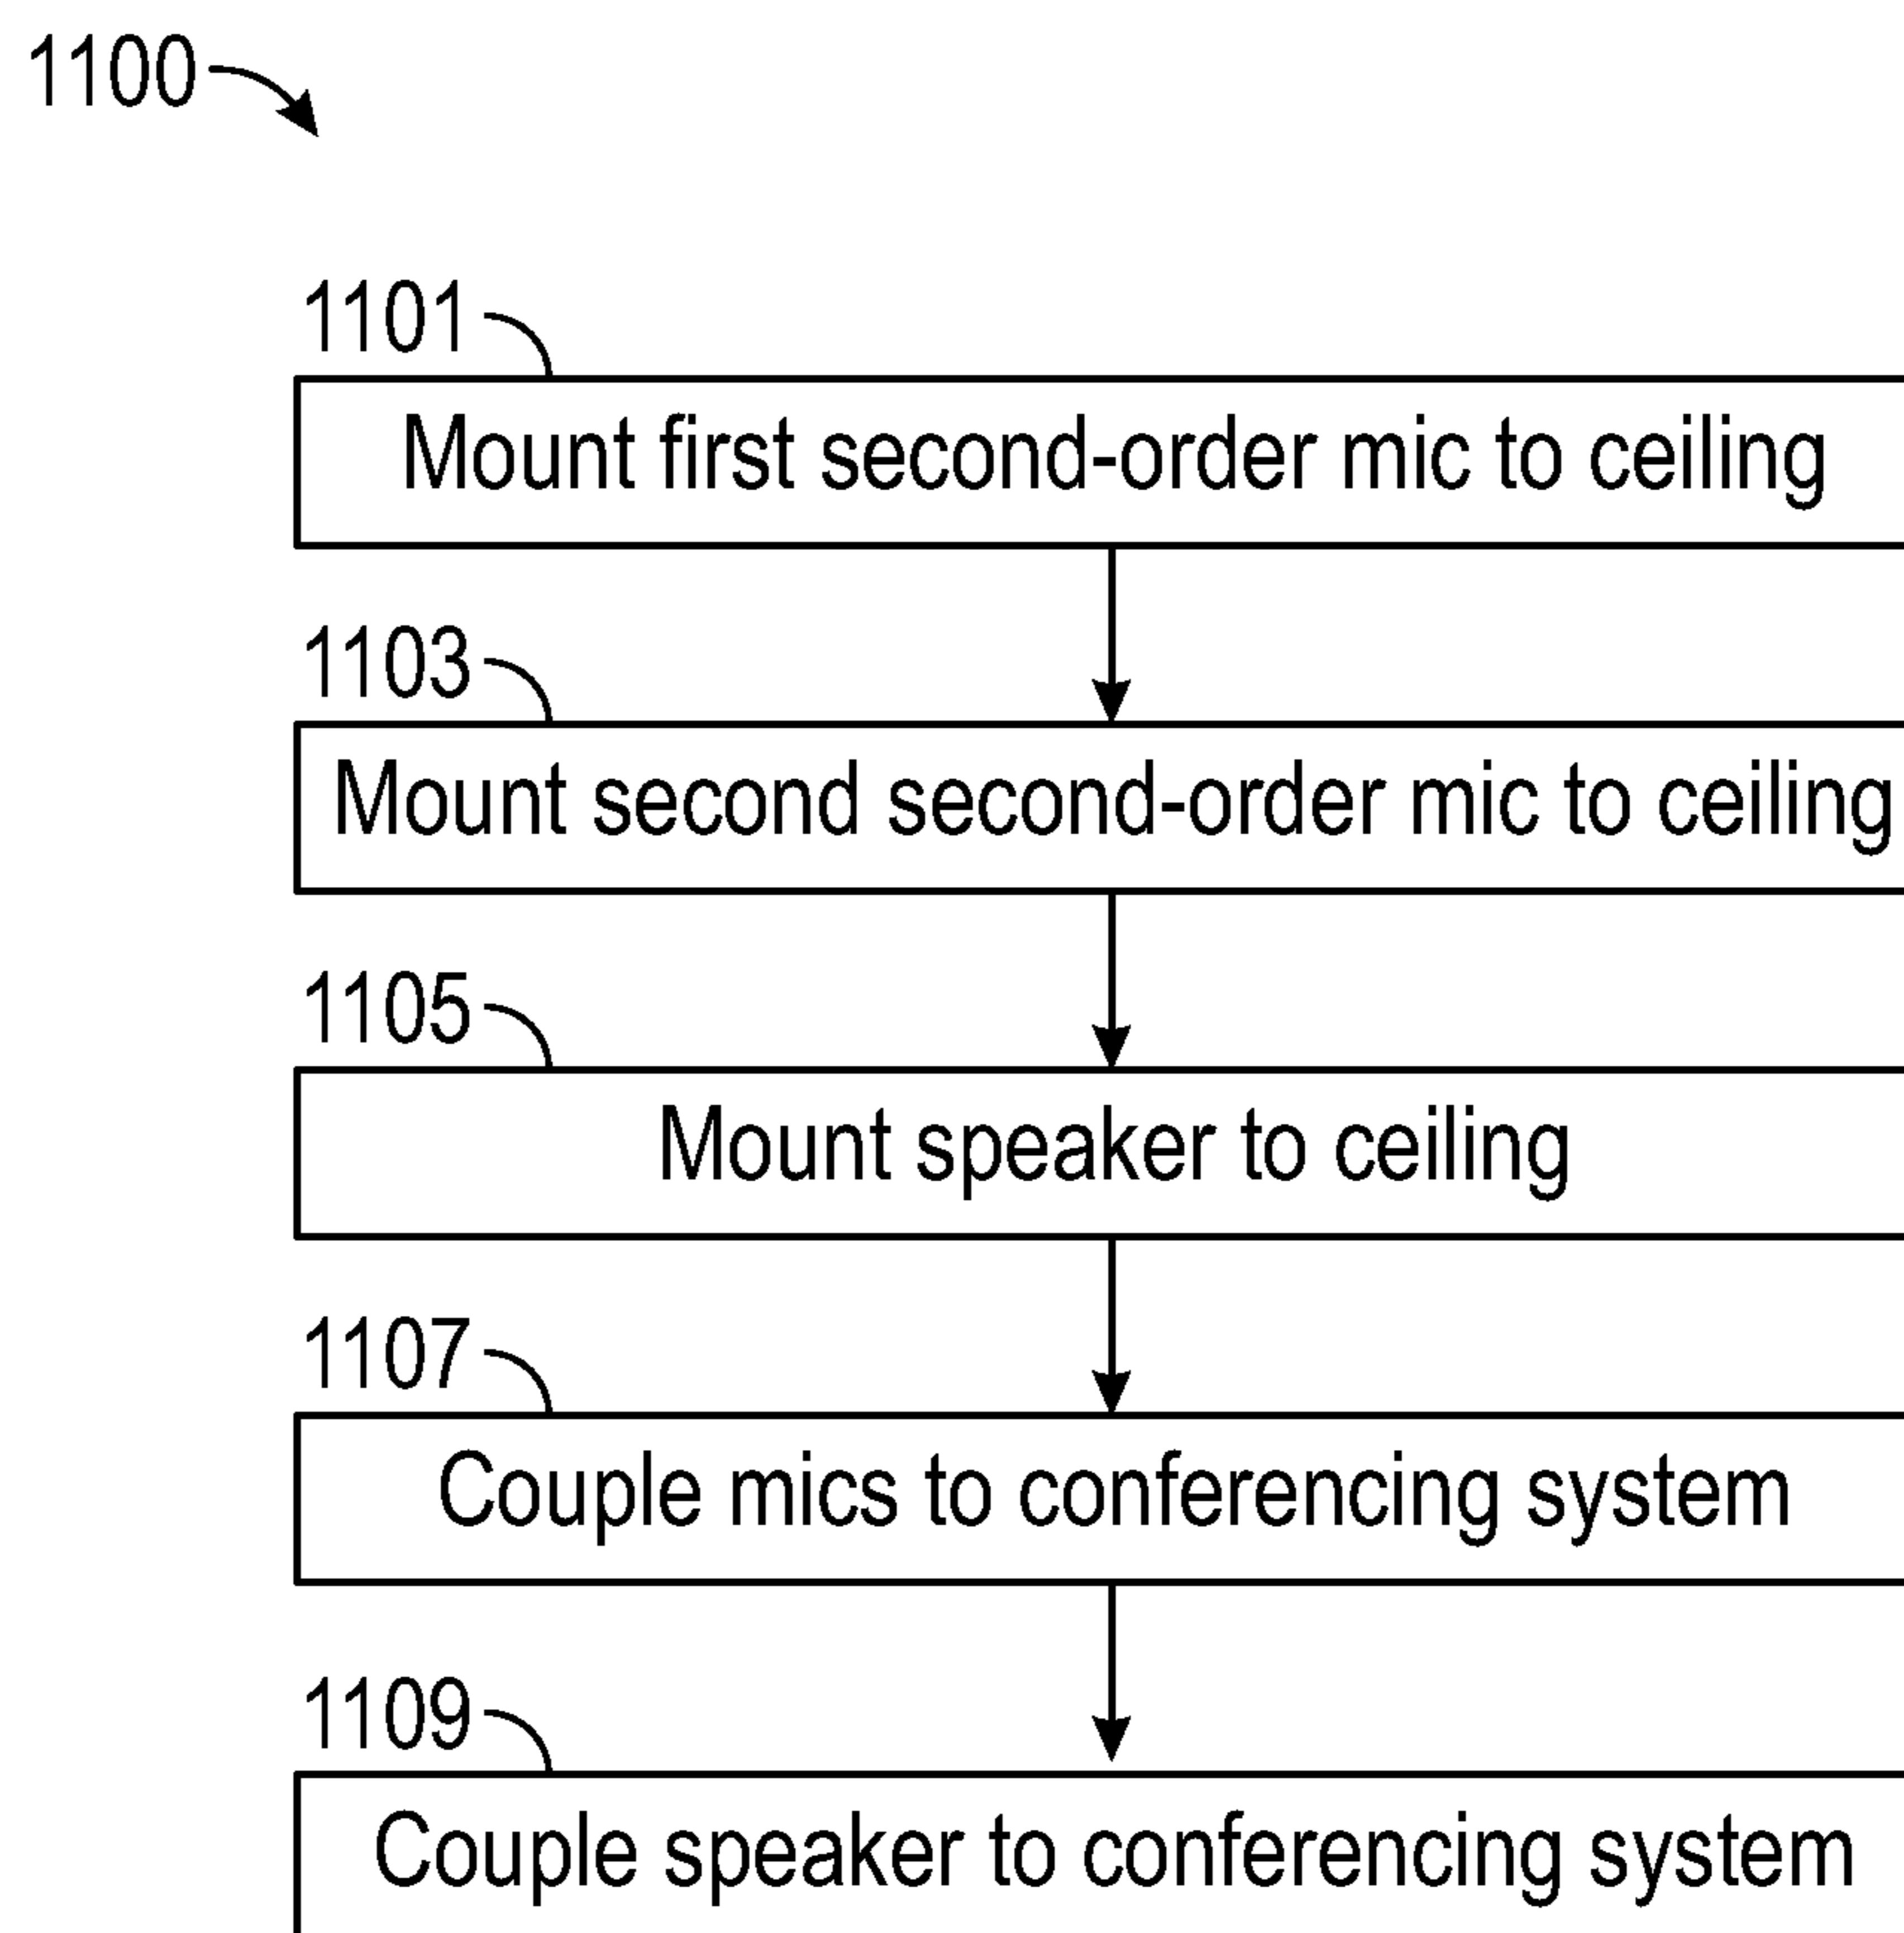 1100
1101
Mount first second-order mic to ceiling
1103
Mount second second-order mic to ceiling
1105
Mount speaker to ceiling
1107
Couple mics to conferencing system
1109
Couple speaker to conferencing system